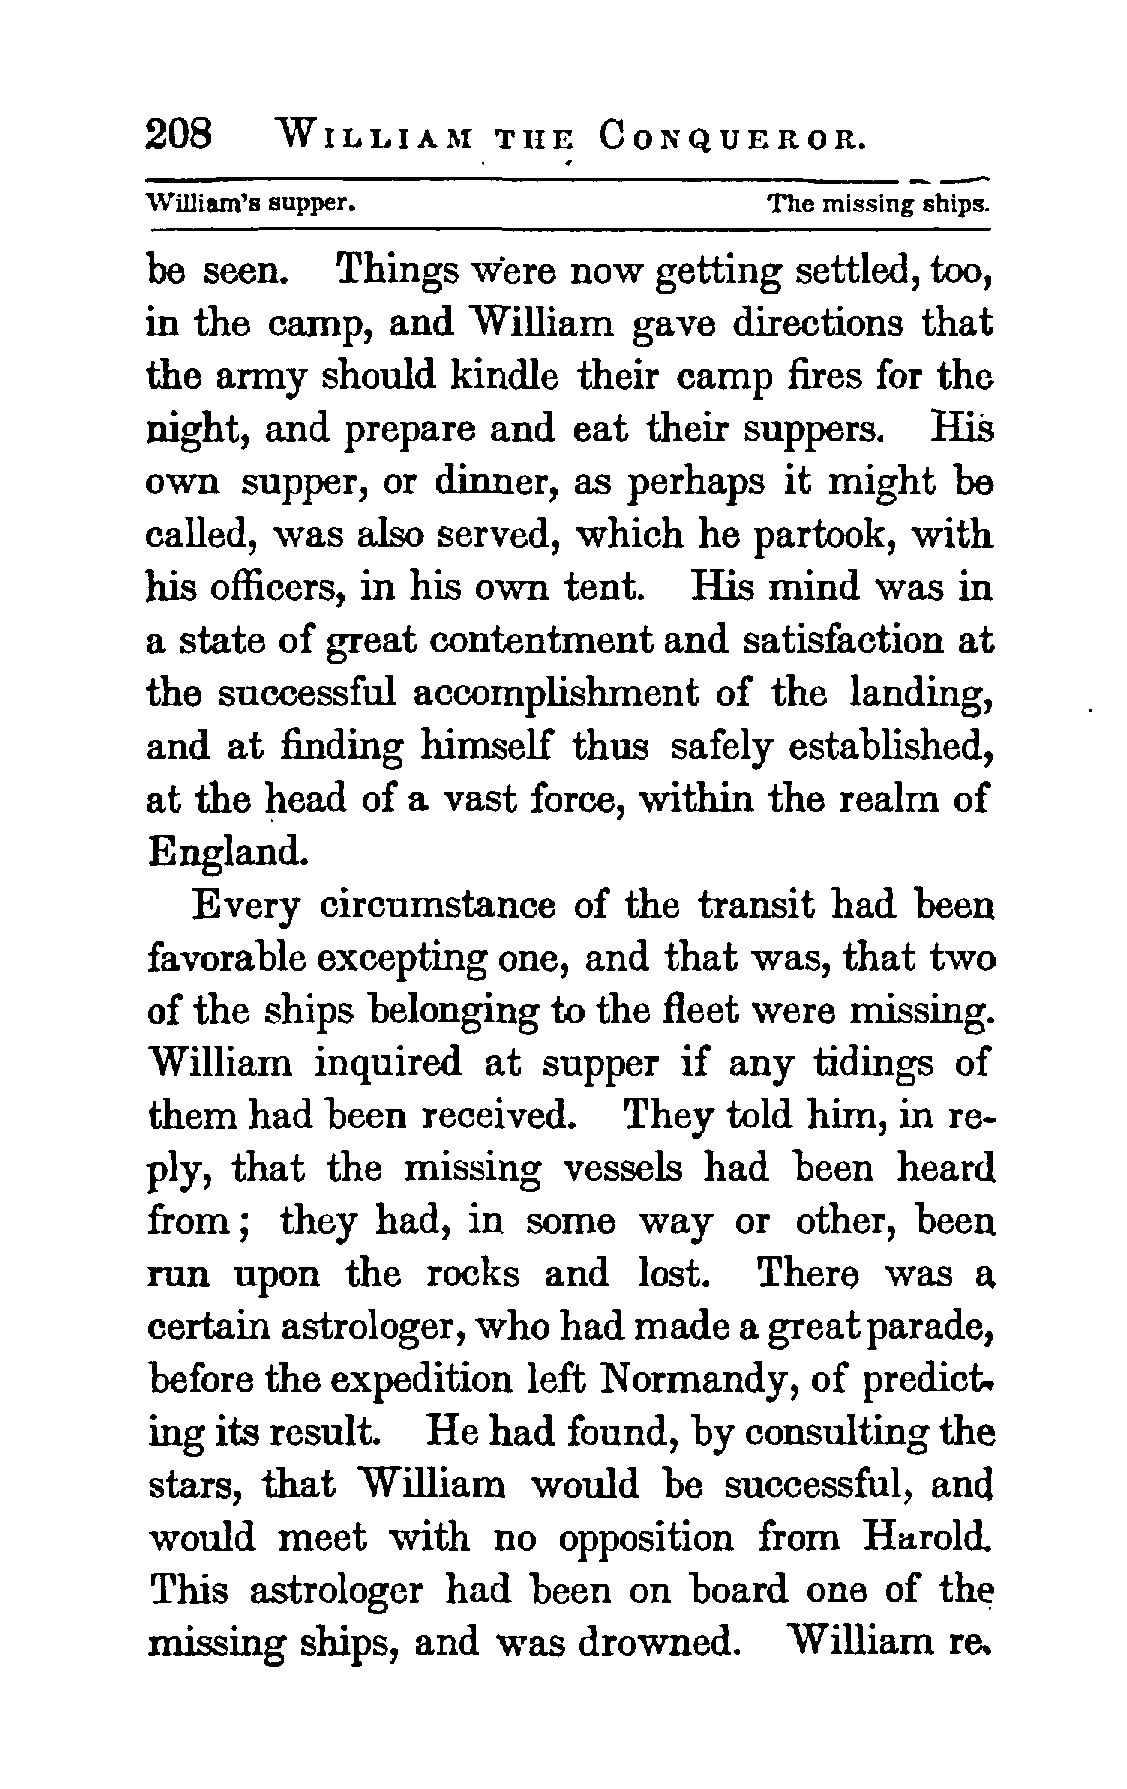 208 WILLIAM THE CONQUEROR.
William's supper. The missing ships.
be seen. Things were now getting settled, too,
in the camp, and William gave directions that
the army should kindle their camp fires for the
night, and prepare and eat their suppers. His
own supper, or dinner, as perhaps it might be
called, was also served, which he partook, with
his officers, in his own tent. His mind was in
a state of great contentment and satisfaction at
the successful accomplishment of the landing,
and at finding himself thus safely established,
at the head of a vast force, within the realm of
England.
Every circumstance of the transit had been
favorable excepting one, and that was, that two
of the ships belonging to the fleet were missing.
William inquired at supper if any tidings of
them had been received. They told him, in re-
ply, that the missing vessels had been heard
from; they had, in some way or other, been
run upon the rocks and lost. There was a
certain astrologer, who had made a great parade,
before the expedition left Normandy, of predict-
ing its result. He had found, by consulting the
stars, that William would be successful, and
would meet with no opposition from Harold.
This astrologer had been on board one of the
missing ships, and was drowned. William re-